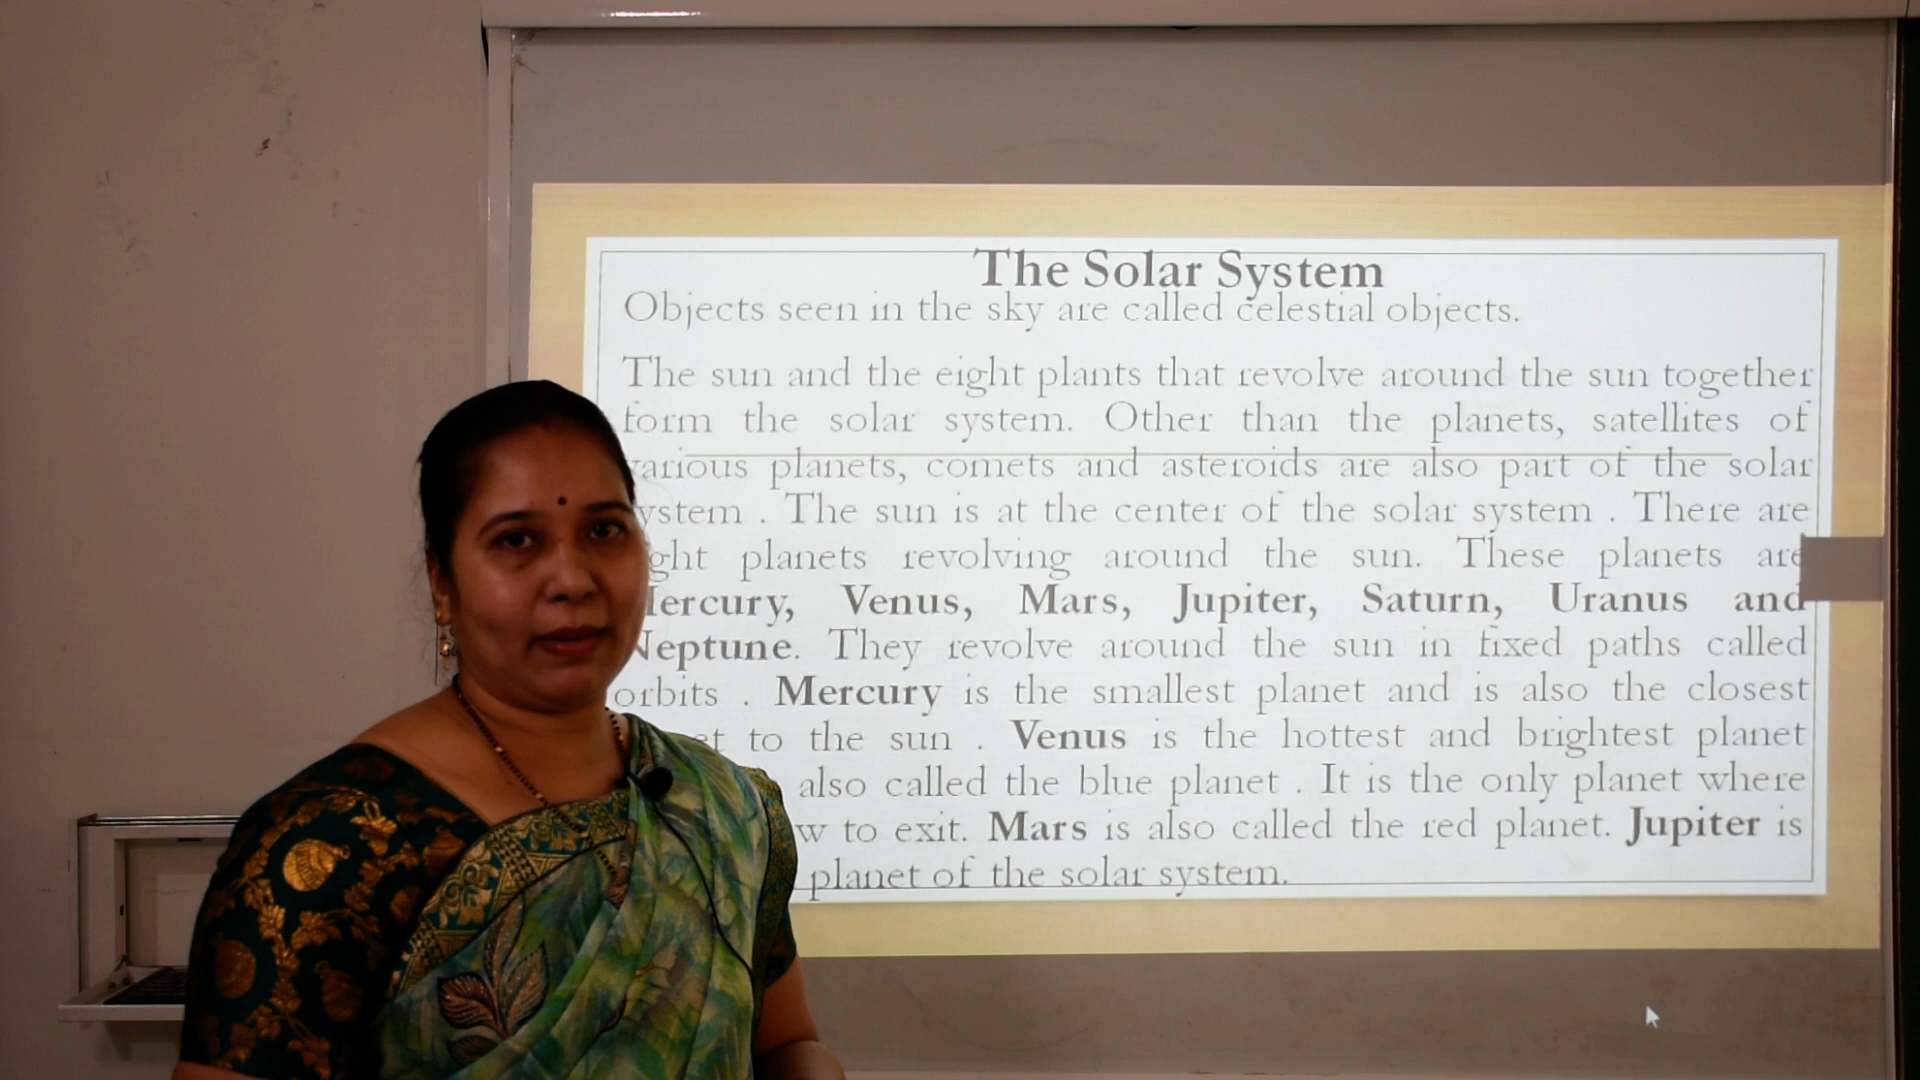 The Solar System
Objects seen in the sky are called celestial objects.
The sun and the eight plants that revolve around the sun together
form the solar system. Other than the planets, satellites of
various planets, comets and asteroids are also part of the solar
ystem . The sun is at the center of the solar system . There are
ght planets revolving around the sun. These planets are
Mercury, Venus, Mars, Jupiter, Saturn, Uranus and
Neptune. They revolve around the sun in fixed paths called
orbits . Mercury is the smallest planet and is also the closest
et to the sun . Venus is the hottest and brightest planet
also called the blue planet . It is the only planet where
w to exit. Mars is also called the red planet. Jupiter is
planet of the solar system.